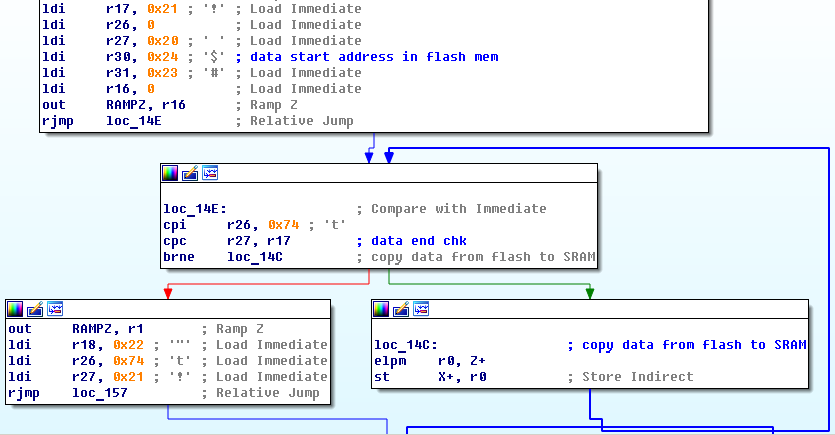 ldi r17, 0x21 ; '!' ; Load Immediate
ldi r26, 0 ; Load Immediate
ldi r27, 0x20 ; ' ' ; Load Immediate
ldi r30, 0x24 ; '$' ; data start address in flash mem
ldi r31, 0x23 ; '#' ; Load Immediate
ldi r16, 0 ; Load Immediate
out RAMPZ, r16 ; Ramp Z
rjmp loc_14E ; Relative Jump
loc_14E: ; Compare with Immediate
cpi r26, 0x74 ; 't'
cpc r27, r17 ; data end chk
brne loc_14C ; copy data from flash to SRAM
out RAMPZ, r1 ; Ramp Z
ldi r18, 0x22 ; '"' ; Load Immediate
ldi r26, 0x74 ; 't' ; Load Immediate
ldi r27, 0x21 ; '!' ; Load Immediate
rjmp loc_157 ; Relative Jump
loc_14C: ; copy data from flash to SRAM
elpm r0, Z+
st X+, r0 ; Store Indirect